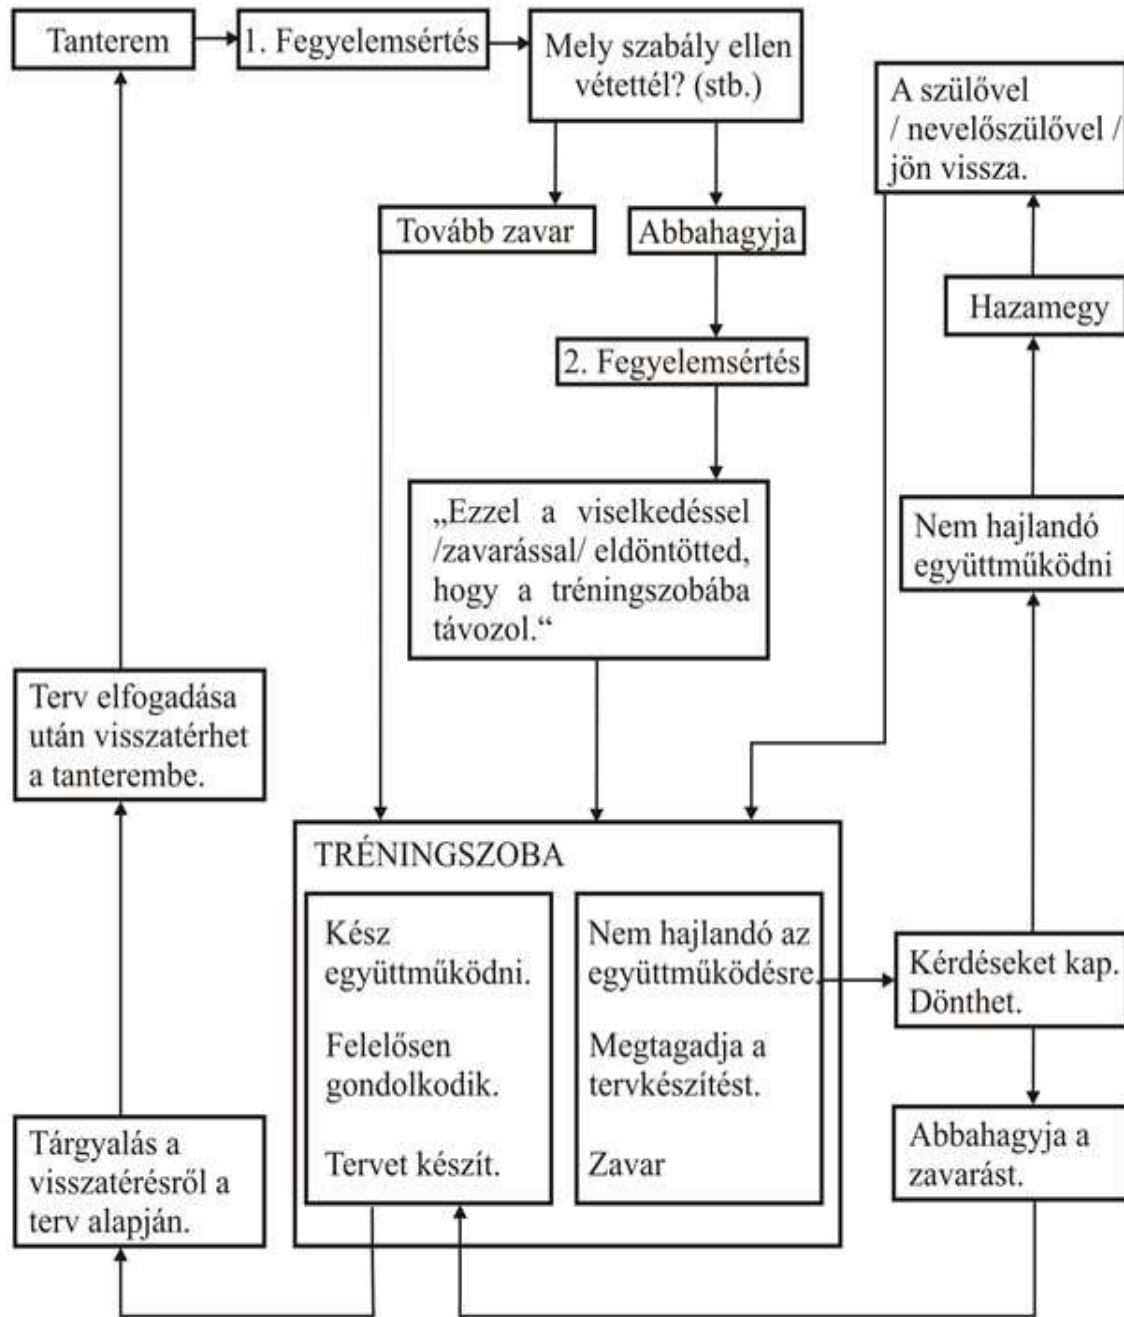 Tanterem
1. Fegyelemsértés
Mely szabály ellen
vétettél? (stb.)
A szülővel
/ nevelőszülővel /
jön vissza.
Tovább zavar
Abbahagyja
Hazamegy
2. Fegyelemsértés
„Ezzel a viselkedéssel
/zavarással/ eldöntötted,
hogy a tréningszobába
távozol.“
Nem hajlandó
együttműködni
Terv elfogadása
után visszatérhet
a tanterembe.
TRÉNINGSZOBA
Kész
együttműködni.
Felelősen
gondolkodik.
Tervet készít.
Nem hajlandó az
együttműködésre.
Megtagadja a
tervkészítést.
Zavar
Kérdéseket kap.
Dönthet.
Abbahagyja a
zavarást.
Tárgyalás a
visszatérésről a
terv alapján.